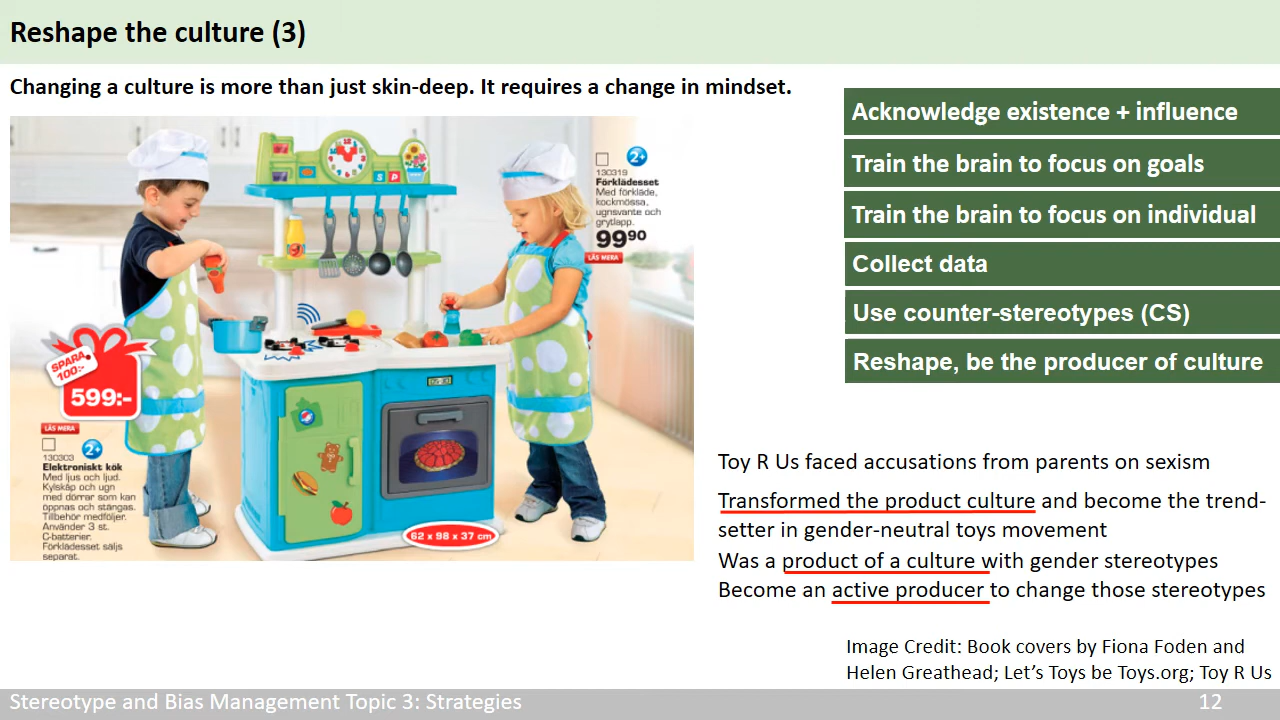 Reshape the culture (3)
Changing a culture is more than just skin-deep. It requires a change in mindset.
Acknowledge existence + influence
Train the brain to focus on goals
Train the brain to focus on individual
Collect data
Use counter-stereotypes (CS)
Reshape, be the producer of culture
S P
2+
130319
Förklädesset
Med förkläde,
kockmössa,
ugnsvante och
grytlapp.
9990
LÄS MERA
SPARA
100:-
599:-
LÄS MERA
2+
130303
Elektroniskt kök
Med ljus och ljud.
Kylskåp och ugn
med dörrar som kan
öppnas och stängas.
Tillbehör medföljer.
Använder 3 st.
C-batterier.
Förklädesset säljs
separat.
62 x 98 x 37 cm
Toy R Us faced accusations from parents on sexism
Transformed the product culture and become the trend-
setter in gender-neutral toys movement
Was a product of a culture with gender stereotypes
Become an active producer to change those stereotypes
Image Credit: Book covers by Fiona Foden and
Helen Greathead; Let's Toys be Toys.org; Toy R Us
Stereotype and Bias Management Topic 3: Strategies
12